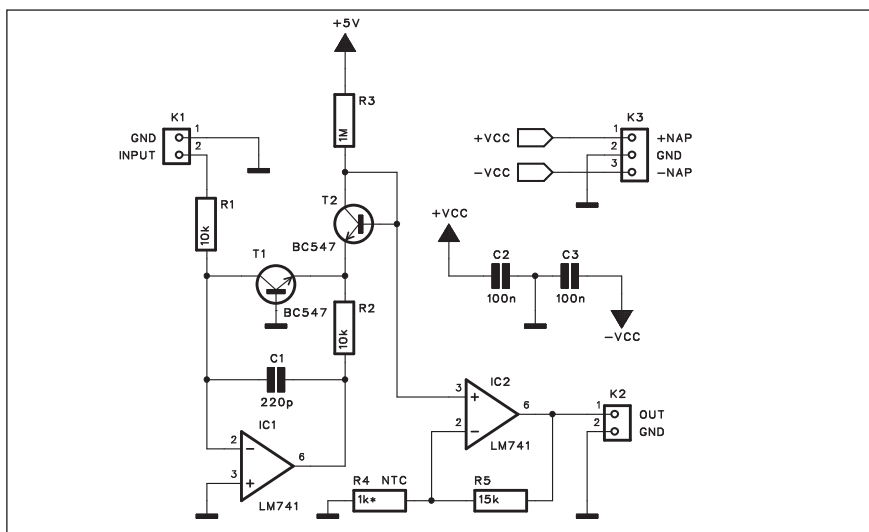 +5V
R3
1M
K1
GND 1
INPUT 2
R1
10k
T2
BC547
T1
BC547
R2
10k
C1
220p
IC1
2 −
3 +
6
LM741
K3
+VCC 1 +NAP
2 GND
−VCC 3 −NAP
+VCC
C2
100n
C3
100n
−VCC
IC2
3 +
2 −
6
LM741
K2
1 OUT
2 GND
R4 NTC
1k*
R5
15k